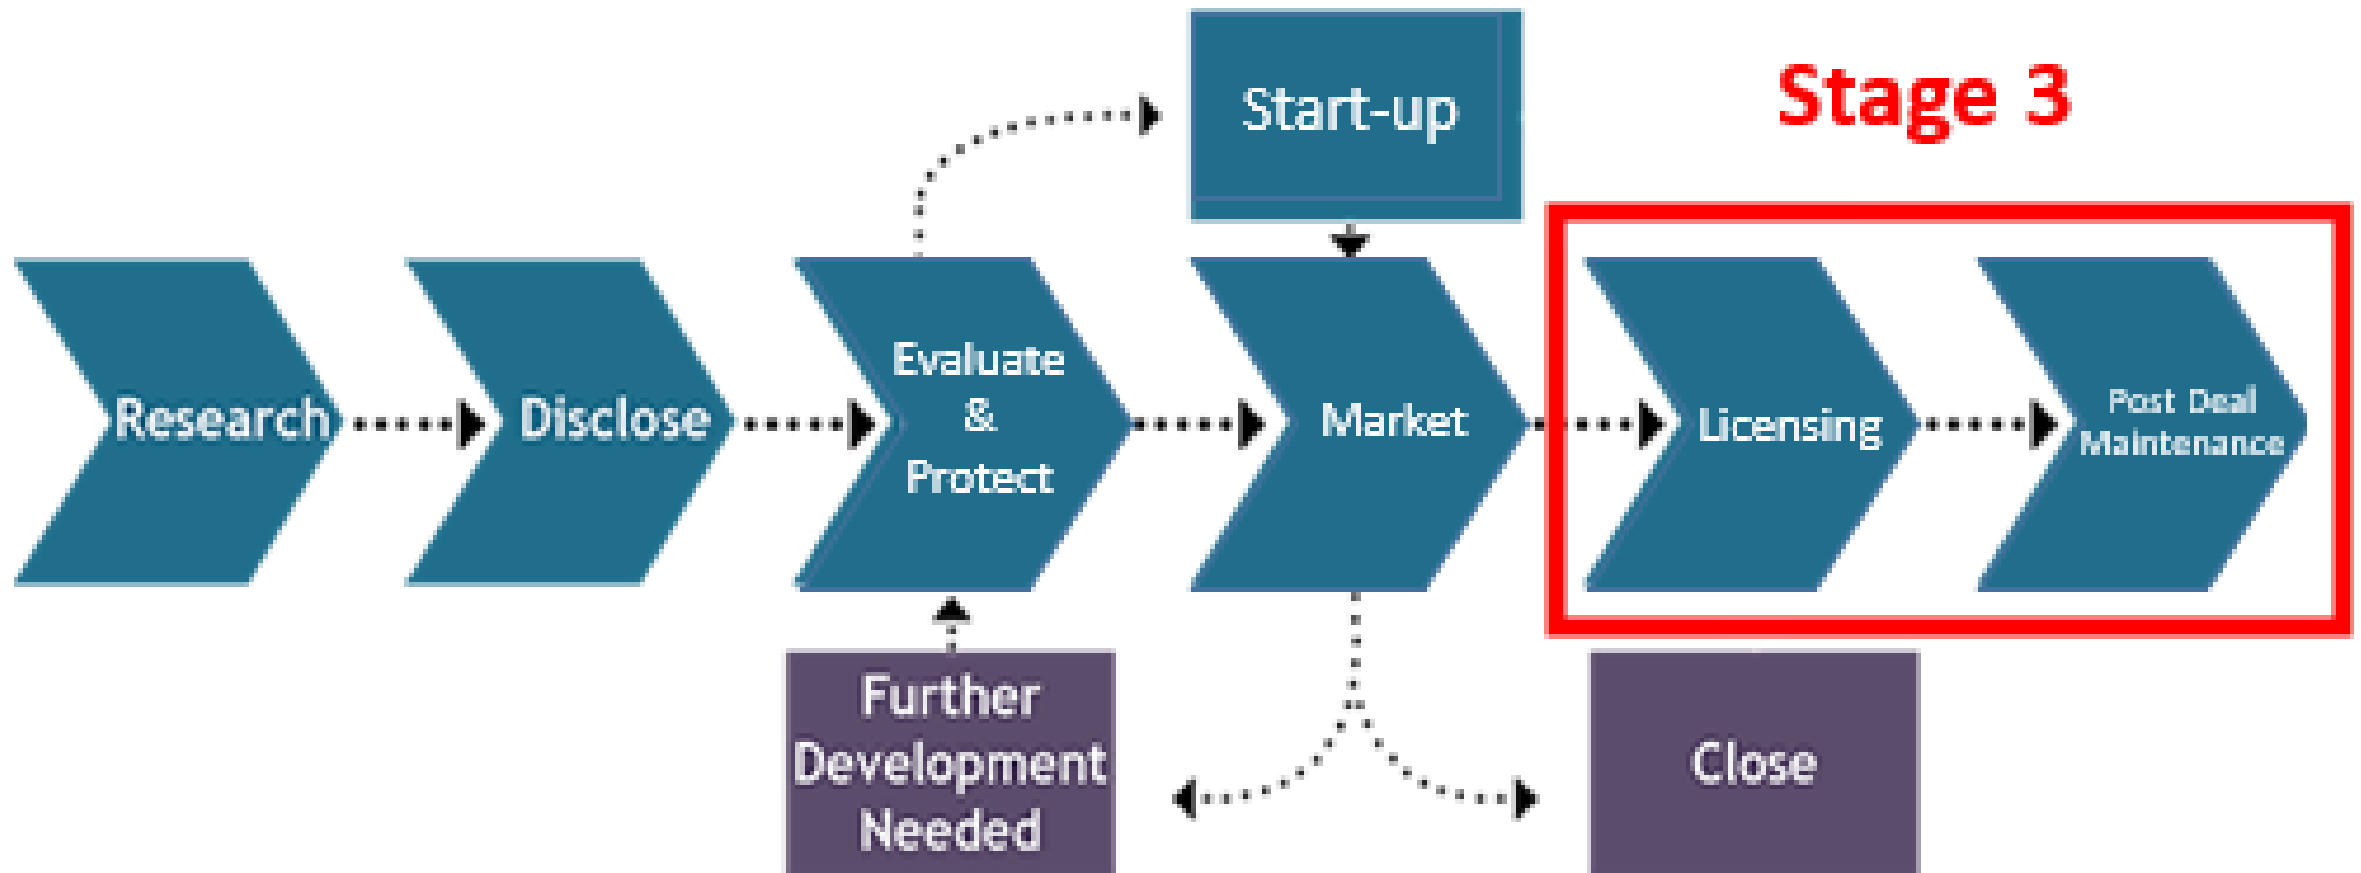 Start-up
Stage 3
Research
Disclose
Evaluate
&
Protect
Market
Licensing
Post Deal
Maintenance
Further
Development
Needed
Close